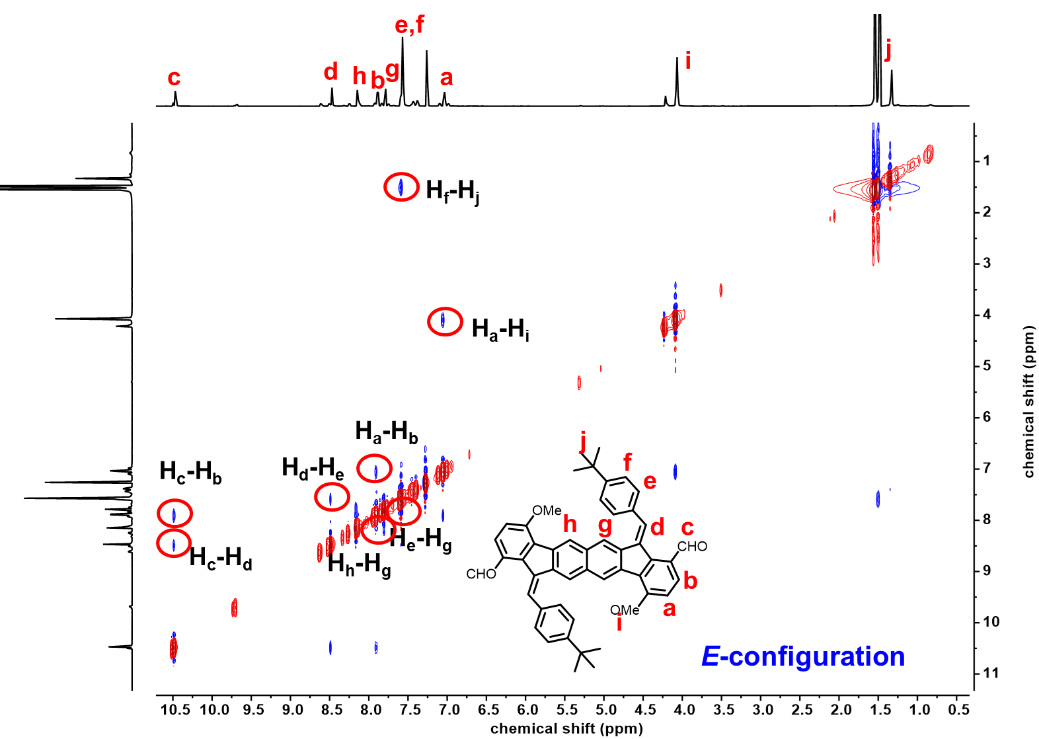 e,f
j
i
c
d
h
b
g
a
1
2
3
4
5
6
7
8
9
10
11
chemical shift (ppm)
Hf-Hj
Ha-Hi
Ha-Hb
Hd-He
Hc-Hb
He-Hg
Hc-Hd
Hh-Hg
j
f
e
OMe
h
g
d
c
CHO
CHO
b
OMe
a
i
E-configuration
10.5 10.0 9.5 9.0 8.5 8.0 7.5 7.0 6.5 6.0 5.5 5.0 4.5 4.0 3.5 3.0 2.5 2.0 1.5 1.0 0.5
chemical shift (ppm)